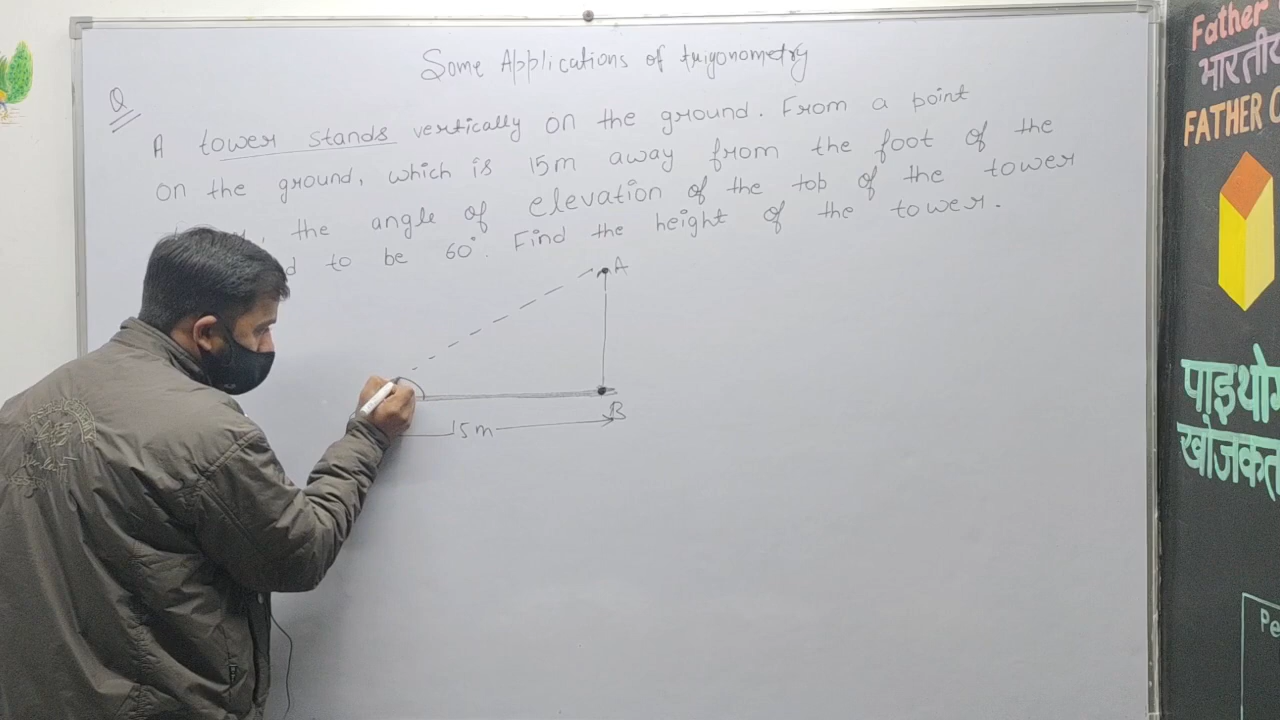 Some Applications of trigonometry
Q
A tower stands vertically on the ground. From a point
on the ground, which is 15m away from the foot of the
the angle of elevation of the top of the tower
d to be 60°. Find the height of the tower.
A
B
15 m
Father
भारतीय
FATHER O
पाइथो
खोजकत
Pe